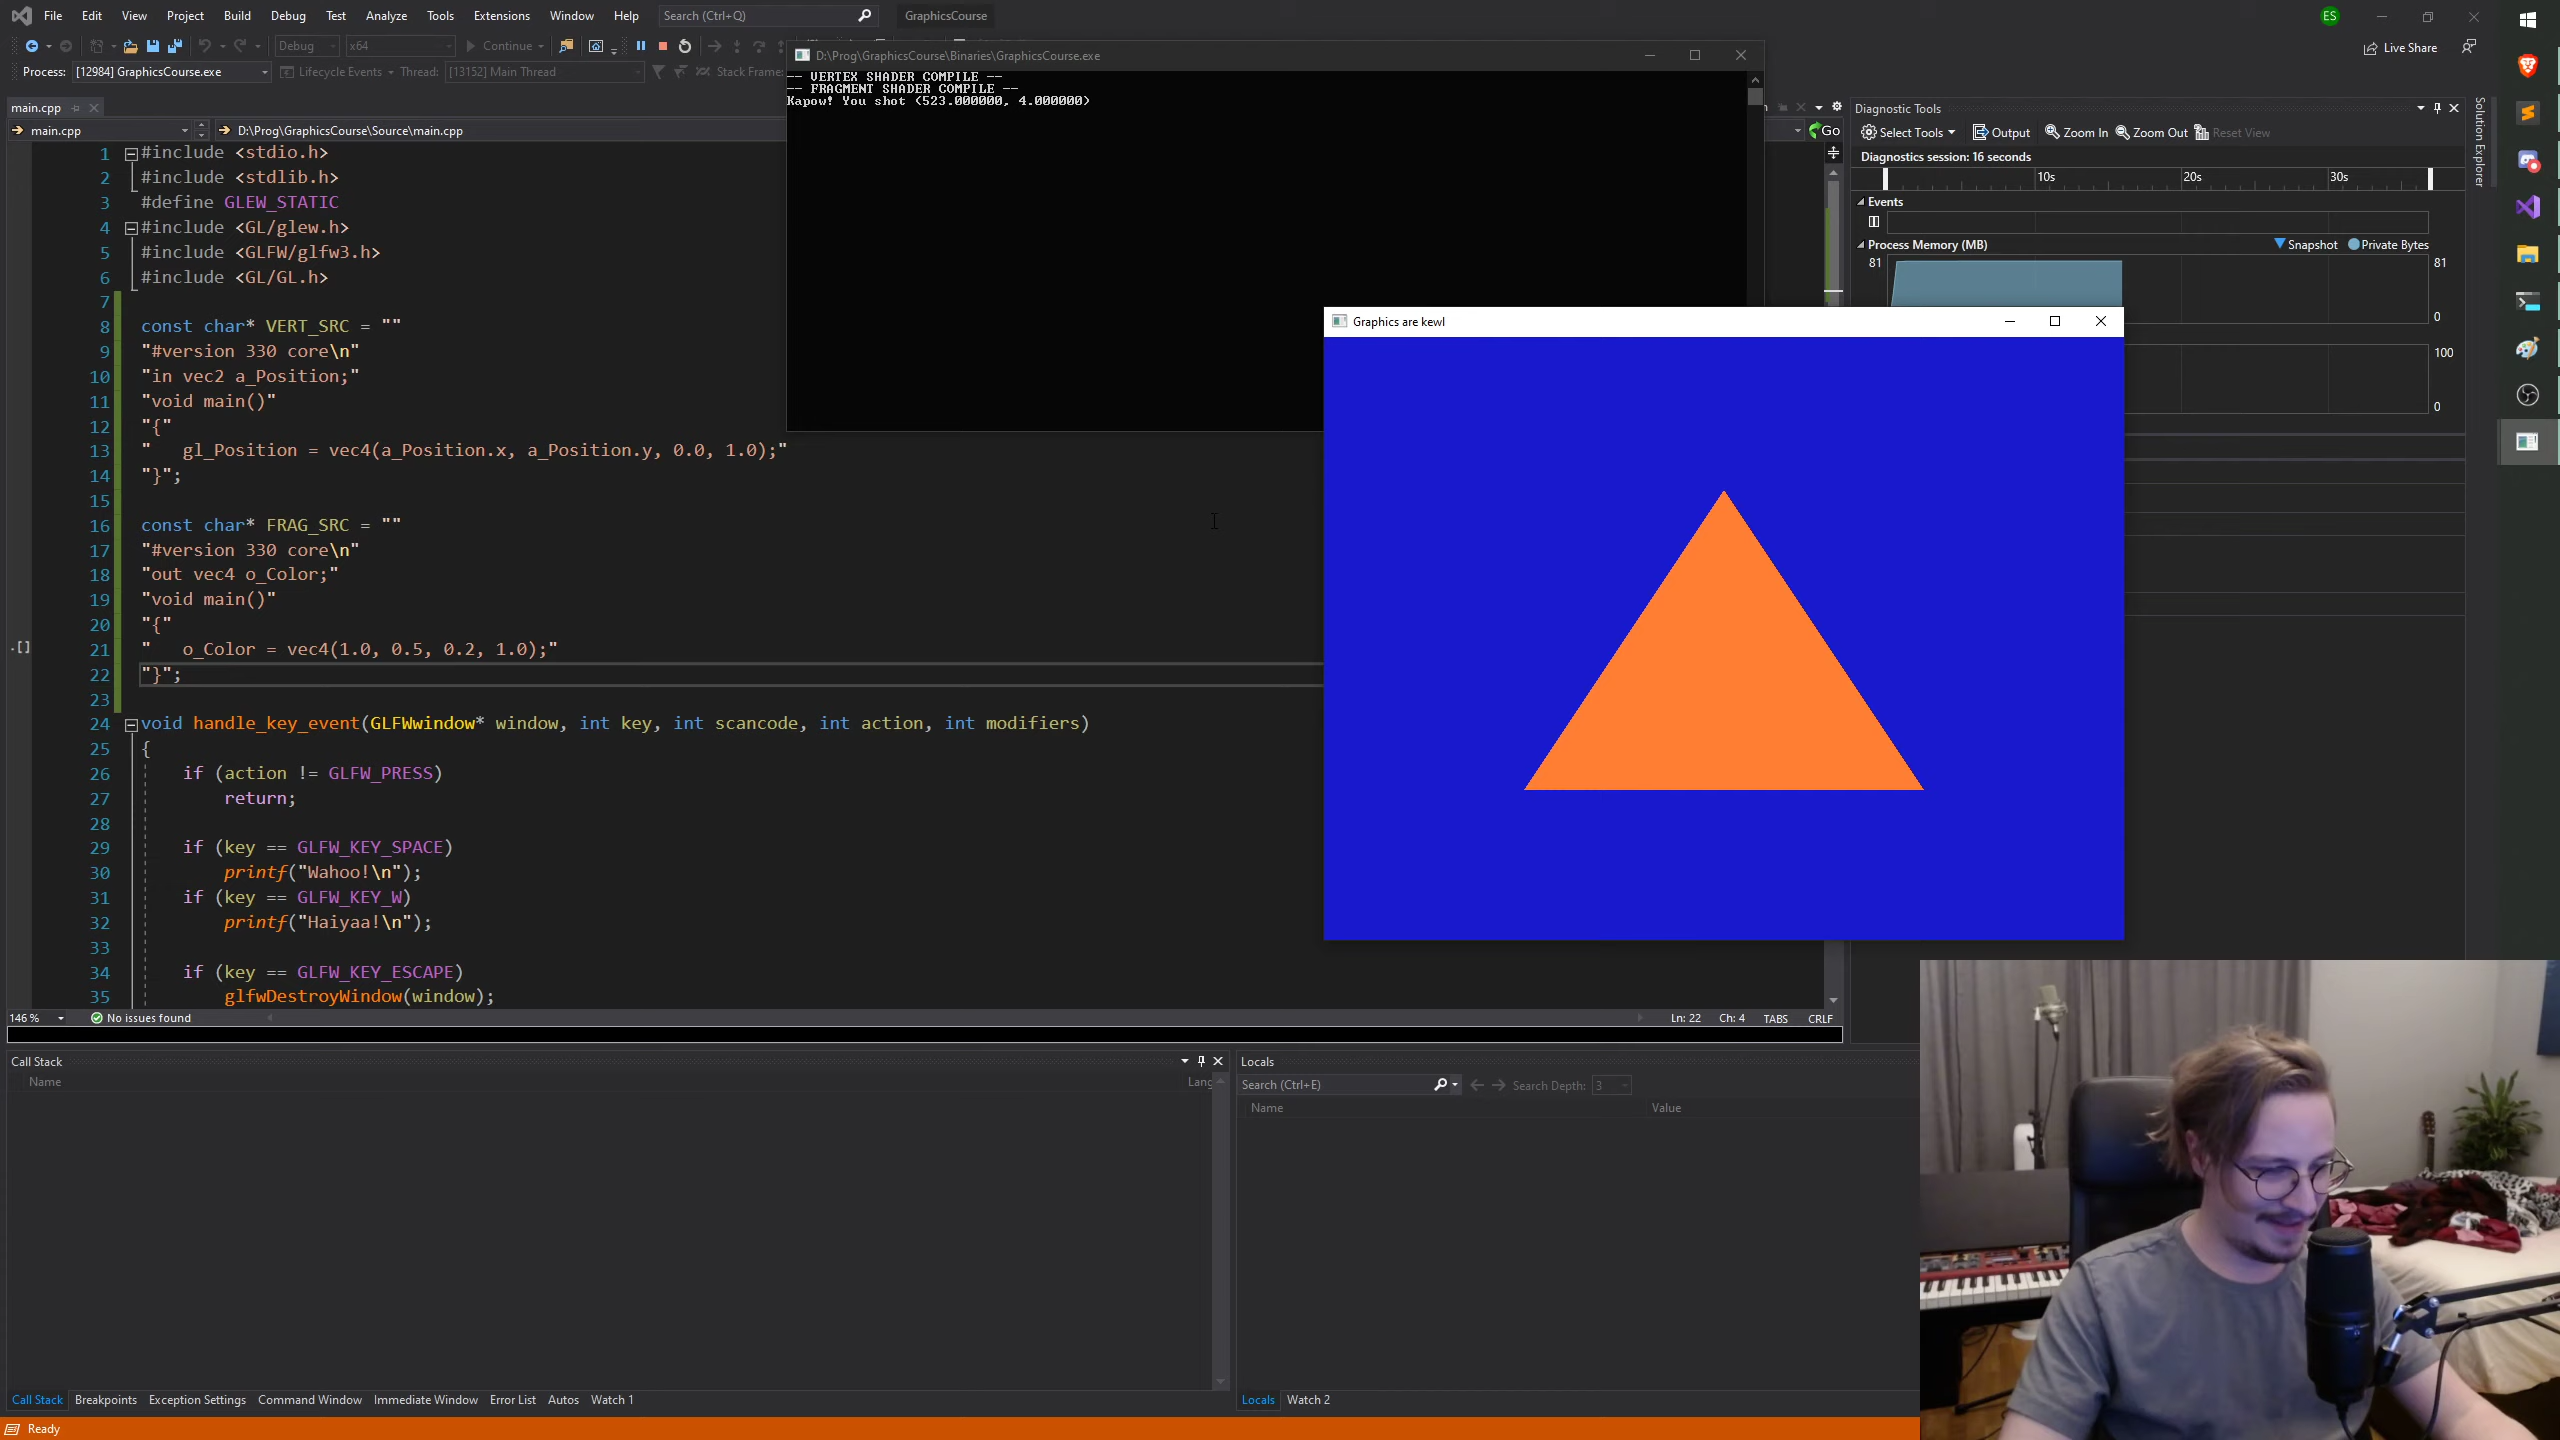 File Edit View Project Build Debug Test Analyze Tools Extensions Window Help Search (Ctrl+Q) GraphicsCourse
ES
Debug x64 Continue
Live Share
Process: [12984] GraphicsCourse.exe Lifecycle Events Thread: [13152] Main Thread Stack Frame:
D:\Prog\GraphicsCourse\Binaries\GraphicsCourse.exe
-- VERTEX SHADER COMPILE --
-- FRAGMENT SHADER COMPILE --
Kapow! You shot (523.000000, 4.000000)
main.cpp
main.cpp D:\Prog\GraphicsCourse\Source\main.cpp
Go
1 #include <stdio.h>
2 #include <stdlib.h>
3 #define GLEW_STATIC
4 #include <GL/glew.h>
5 #include <GLFW/glfw3.h>
6 #include <GL/GL.h>
7
8 const char* VERT_SRC = ""
9 "#version 330 core\n"
10 "in vec2 a_Position;"
11 "void main()"
12 "{"
13 "   gl_Position = vec4(a_Position.x, a_Position.y, 0.0, 1.0);"
14 "}";
15
16 const char* FRAG_SRC = ""
17 "#version 330 core\n"
18 "out vec4 o_Color;"
19 "void main()"
20 "{"
21 "   o_Color = vec4(1.0, 0.5, 0.2, 1.0);"
22 "}";
23
24 void handle_key_event(GLFWwindow* window, int key, int scancode, int action, int modifiers)
25 {
26 if (action != GLFW_PRESS)
27 return;
28
29 if (key == GLFW_KEY_SPACE)
30 printf("Wahoo!\n");
31 if (key == GLFW_KEY_W)
32 printf("Haiyaa!\n");
33
34 if (key == GLFW_KEY_ESCAPE)
35 glfwDestroyWindow(window);
146 % No issues found Ln: 22 Ch: 4 TABS CRLF
Graphics are kewl
Diagnostic Tools
Select Tools Output Zoom In Zoom Out Reset View
Diagnostics session: 16 seconds
10s 20s 30s
Events
Process Memory (MB) Snapshot Private Bytes
81 81
0
100
0
Solution Explorer
Call Stack
Name Lang
Call Stack Breakpoints Exception Settings Command Window Immediate Window Error List Autos Watch 1
Locals
Search (Ctrl+E) Search Depth: 3
Name Value
Locals Watch 2
Ready